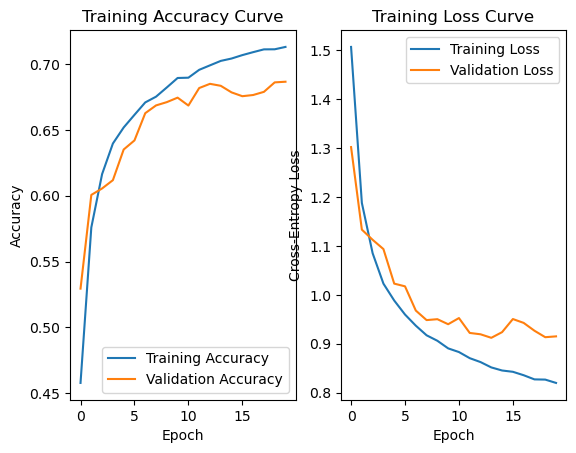 Training Accuracy Curve
Accuracy
0.70
0.65
0.60
0.55
0.50
0.45
Training Accuracy
Validation Accuracy
0
5
10
15
Epoch
Training Loss Curve
Cross-Entropy Loss
1.5
1.4
1.3
1.2
1.1
1.0
0.9
0.8
Training Loss
Validation Loss
0
5
10
15
Epoch